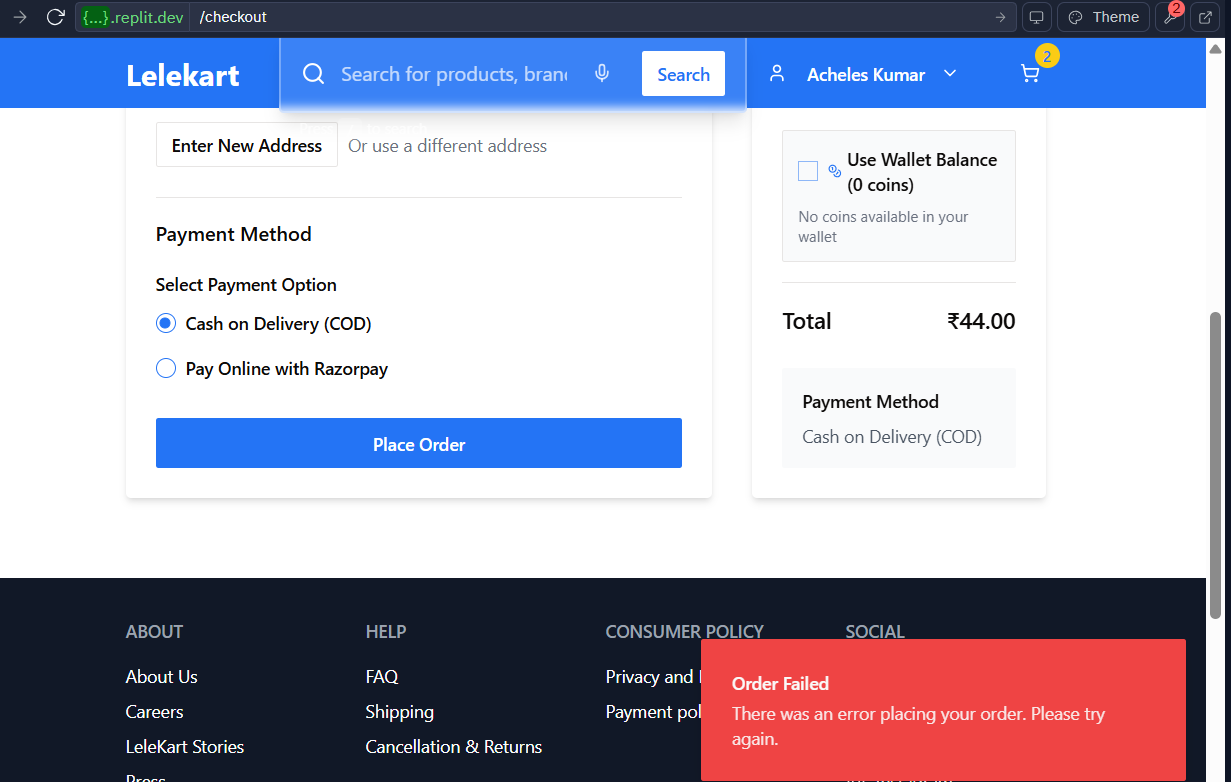 {...}.replit.dev /checkout
Theme
2
Lelekart
Search for products, bran
Search
Acheles Kumar
2
Enter New Address
Or use a different address
Payment Method
Select Payment Option
Cash on Delivery (COD)
Pay Online with Razorpay
Place Order
Use Wallet Balance
(0 coins)
No coins available in your
wallet
Total
₹44.00
Payment Method
Cash on Delivery (COD)
ABOUT
About Us
Careers
LeleKart Stories
Press
HELP
FAQ
Shipping
Cancellation & Returns
CONSUMER POLICY
Privacy and
Payment pol
SOCIAL
Order Failed
There was an error placing your order. Please try
again.